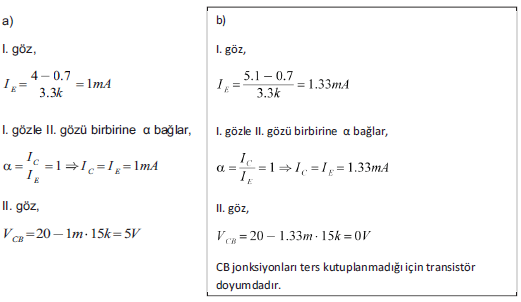 a)
I. göz,
I_E = (4 − 0.7) / 3.3k = 1mA
I. gözle II. gözü birbirine α bağlar,
α = I_C / I_E = 1 ⇒ I_C = I_E = 1mA
II. göz,
V_CB = 20 − 1m · 15k = 5V
b)
I. göz,
I_E = (5.1 − 0.7) / 3.3k = 1.33mA
I. gözle II. gözü birbirine α bağlar,
α = I_C / I_E = 1 ⇒ I_C = I_E = 1.33mA
II. göz,
V_CB = 20 − 1.33m · 15k = 0V
CB jonksiyonları ters kutuplanmadığı için transistör
doyumdadır.